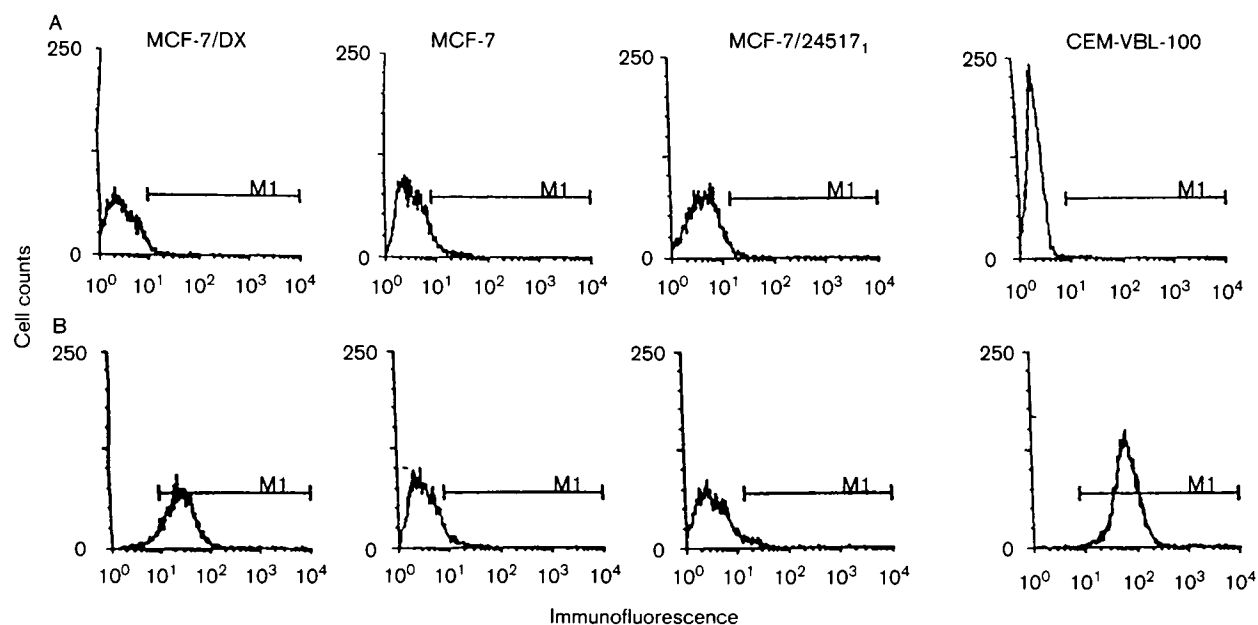 A
MCF-7/DX MCF-7 MCF-7/24517₁ CEM-VBL-100
250 250 250 250
M1 M1 M1 M1
0 0 0 0
10⁰ 10¹ 10² 10³ 10⁴ 10⁰ 10¹ 10² 10³ 10⁴ 10⁰ 10¹ 10² 10³ 10⁴ 10⁰ 10¹ 10² 10³ 10⁴
Cell counts
B
250 250 250 250
M1 M1 M1 M1
0 0 0 0
10⁰ 10¹ 10² 10³ 10⁴ 10⁰ 10¹ 10² 10³ 10⁴ 10⁰ 10¹ 10² 10³ 10⁴ 10⁰ 10¹ 10² 10³ 10⁴
Immunofluorescence